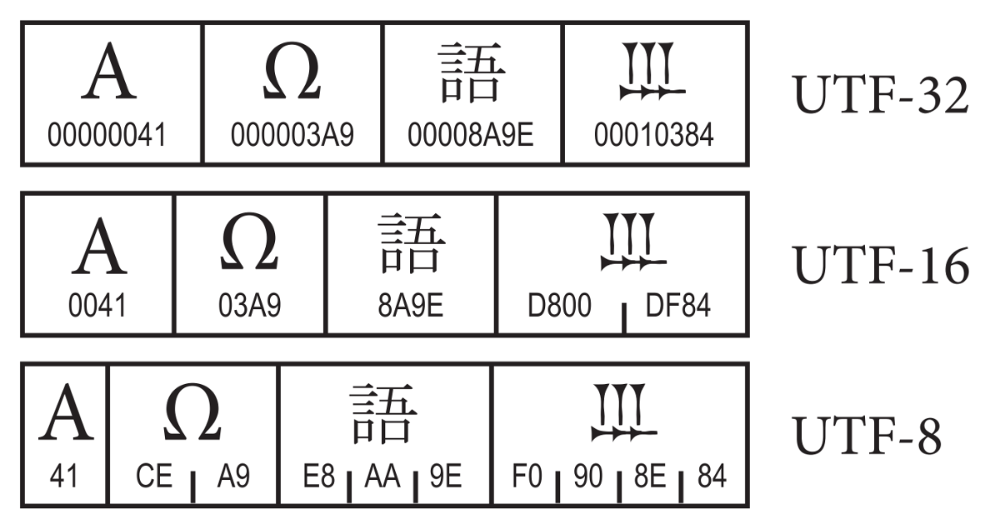 A Ω 語 𐎄 UTF-32
00000041 000003A9 00008A9E 00010384
A Ω 語 𐎄 UTF-16
0041 03A9 8A9E D800 DF84
A Ω 語 𐎄 UTF-8
41 CE A9 E8 AA 9E F0 90 8E 84